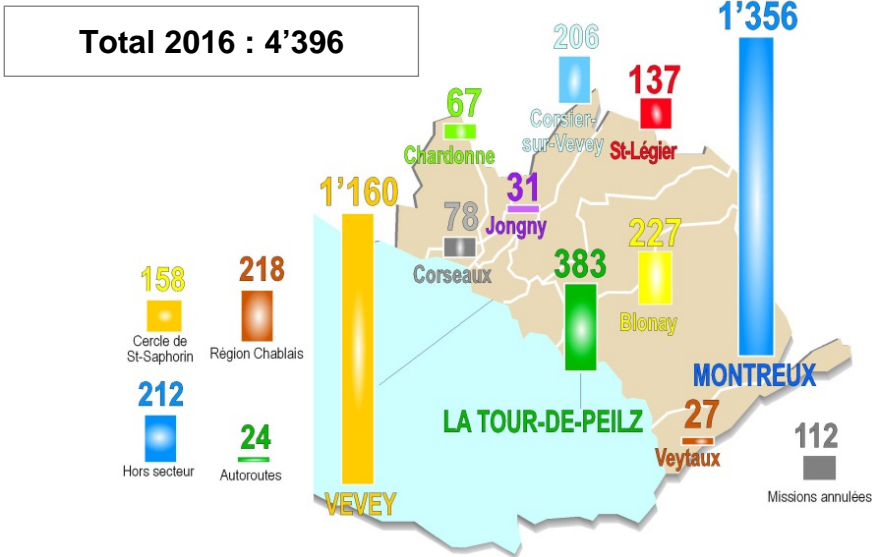 Total 2016 : 4’396
1’356
206
137
67
Corsier-
sur-Vevey
St-Légier
Chardonne
1’160
31
Jongny
78
Corseaux
227
Blonay
383
158
Cercle de
St-Saphorin
218
Région Chablais
MONTREUX
212
Hors secteur
24
Autoroutes
LA TOUR-DE-PEILZ
27
Veytaux
112
Missions annulées
VEVEY